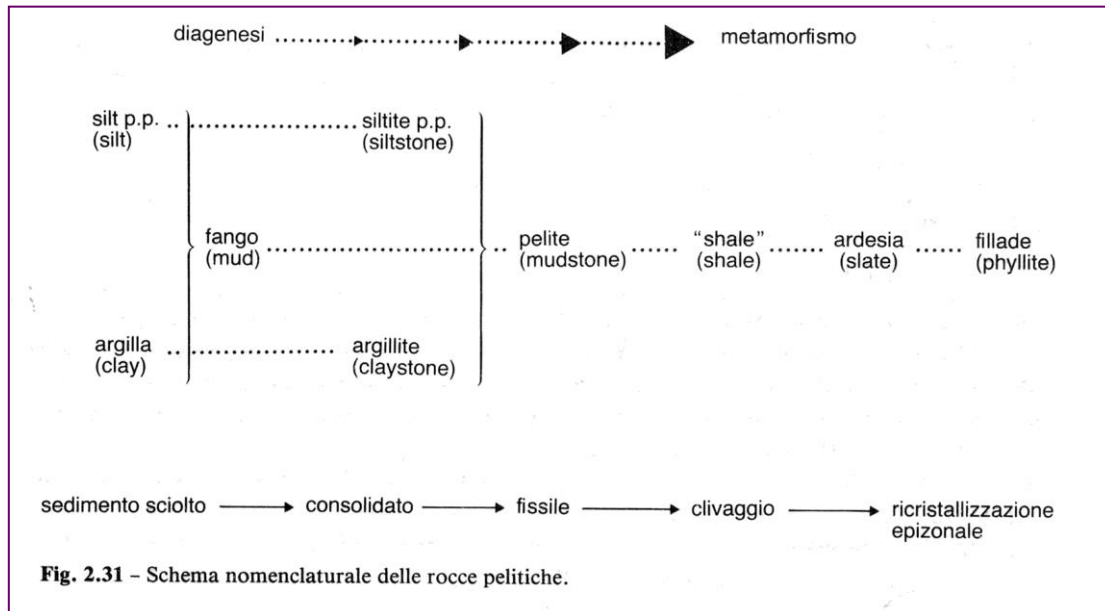 diagenesi metamorfismo
silt p.p. siltite p.p.
(silt) (siltstone)
fango pelite "shale" ardesia fillade
(mud) (mudstone) (shale) (slate) (phyllite)
argilla argillite
(clay) (claystone)
sedimento sciolto consolidato fissile clivaggio ricristallizzazione
epizonale
Fig. 2.31 – Schema nomenclaturale delle rocce pelitiche.